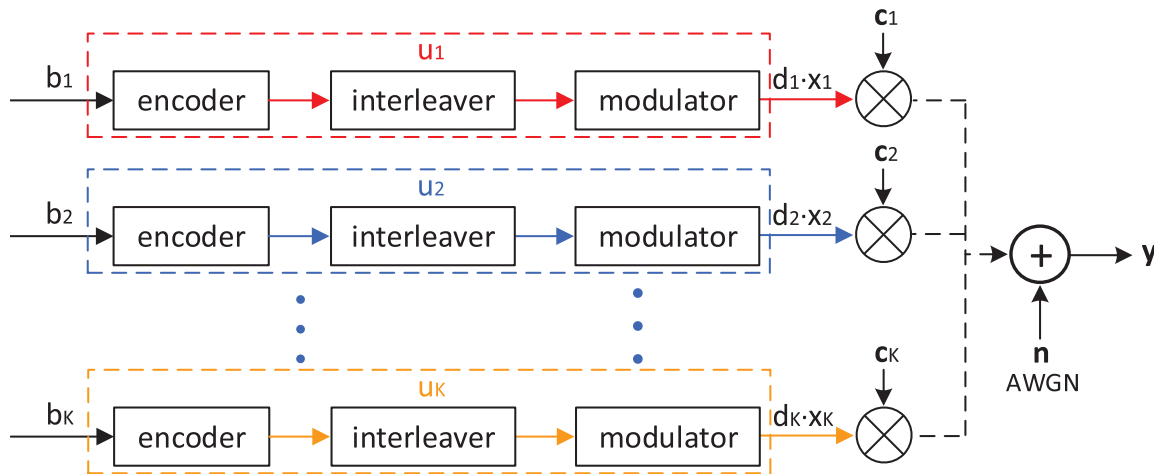 c1
u1
b1 encoder interleaver modulator d1·x1
c2
u2
b2 encoder interleaver modulator d2·x2
+ y
n
AWGN
cK
uK
bK encoder interleaver modulator dK·xK